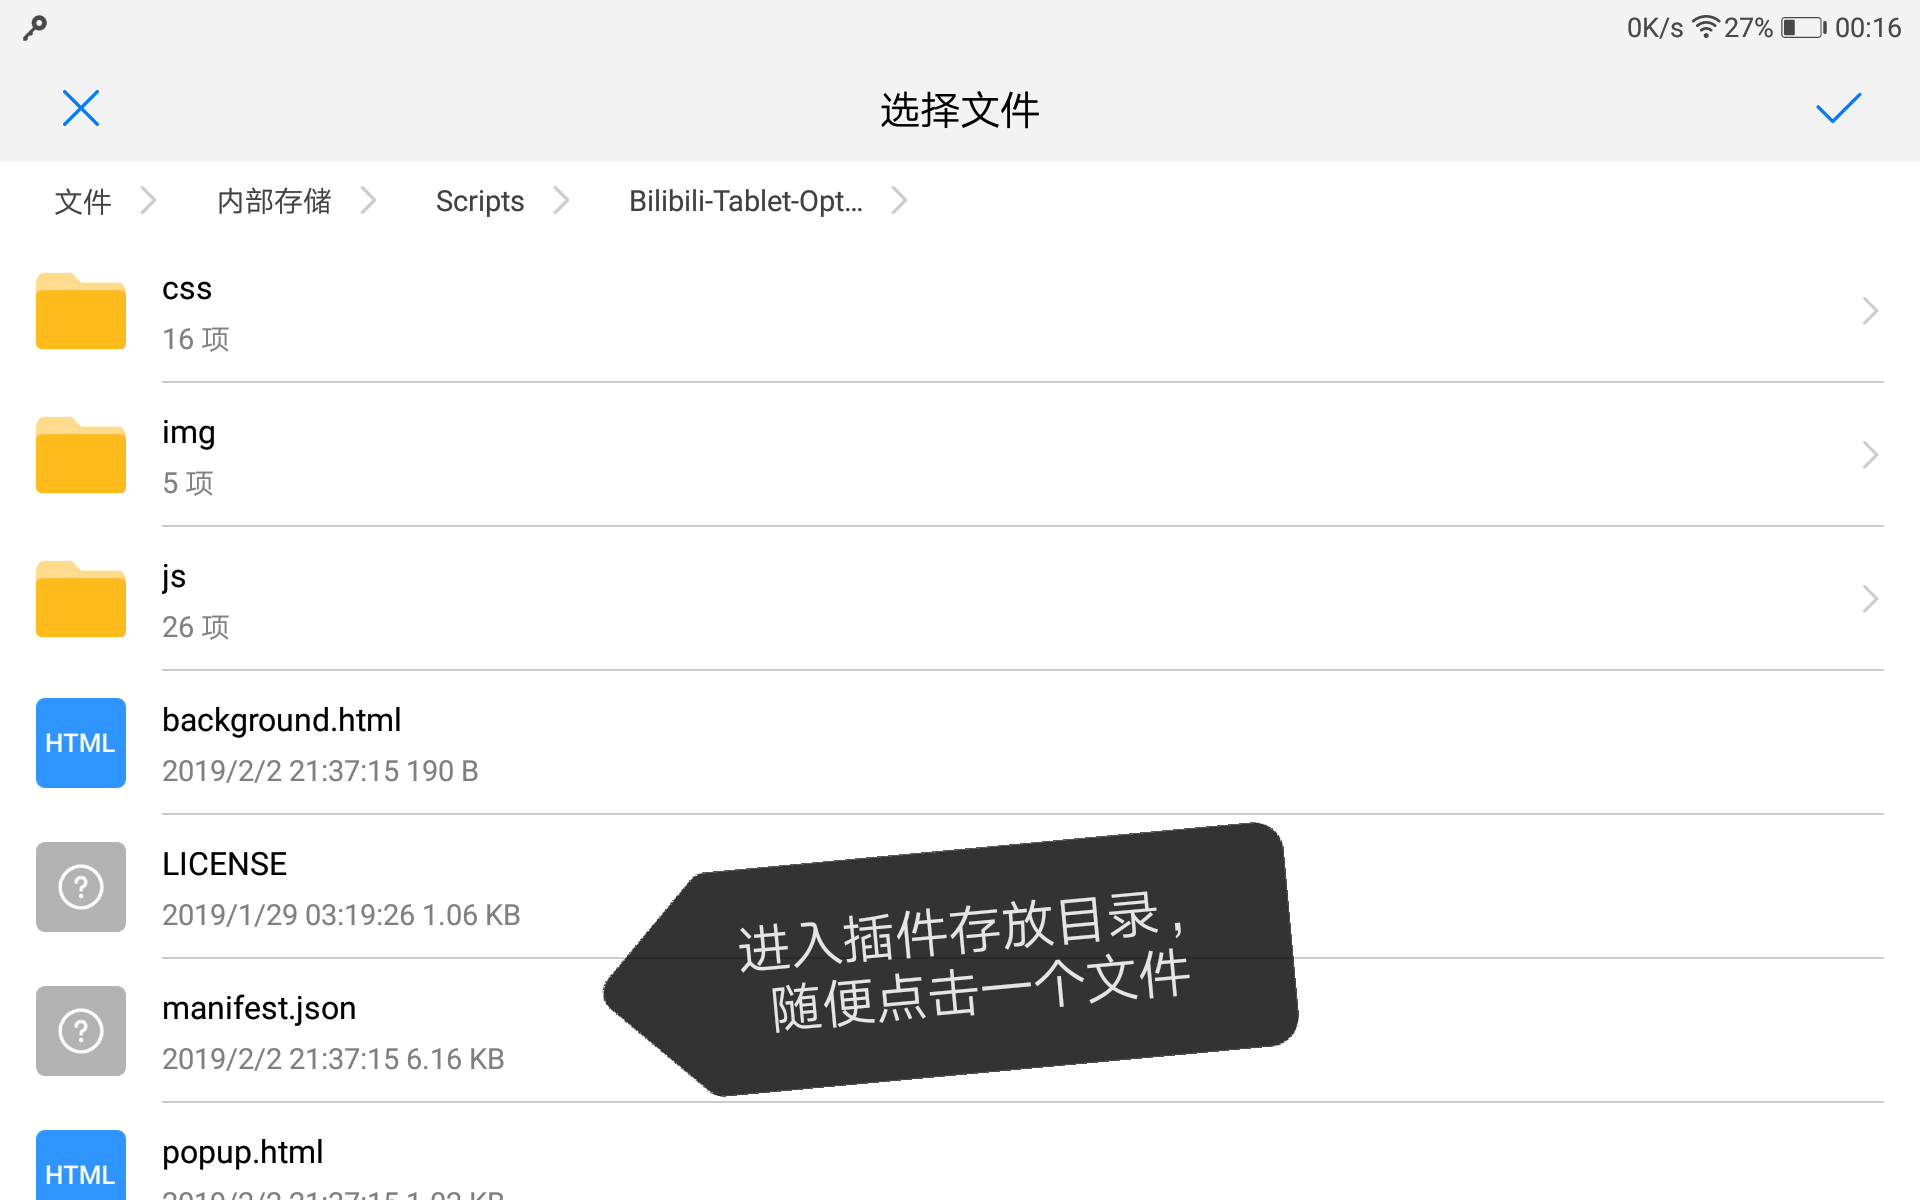 0K/s 27% 00:16
选择文件
文件 内部存储 Scripts Bilibili-Tablet-Opt...
css
16 项
img
5 项
js
26 项
HTML
background.html
2019/2/2 21:37:15 190 B
LICENSE
2019/1/29 03:19:26 1.06 KB
manifest.json
2019/2/2 21:37:15 6.16 KB
进入插件存放目录，
随便点击一个文件
HTML
popup.html